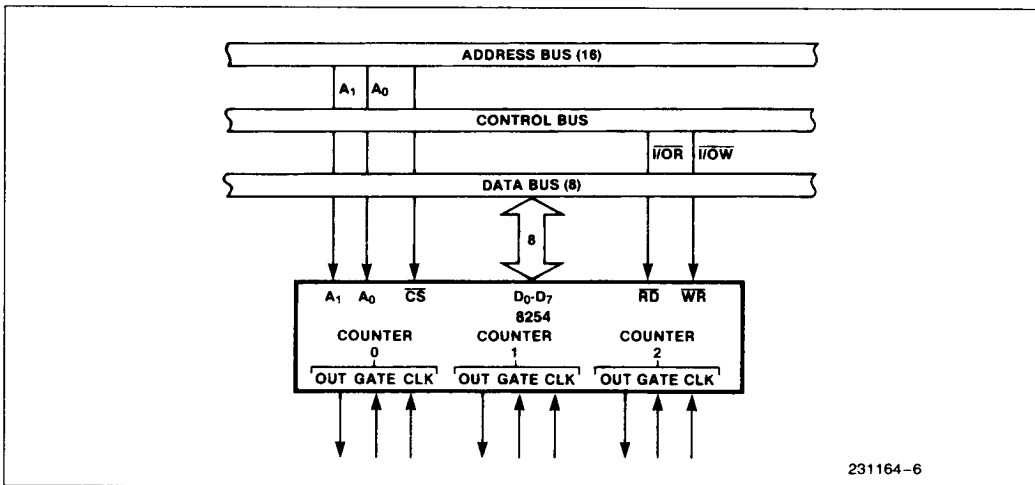 ADDRESS BUS (16)
A₁ A₀
CONTROL BUS
I/OR I/OW
DATA BUS (8)
8
A₁ A₀ CS D₀-D₇ RD WR
8254
COUNTER COUNTER COUNTER
0 1 2
OUT GATE CLK OUT GATE CLK OUT GATE CLK
231164-6